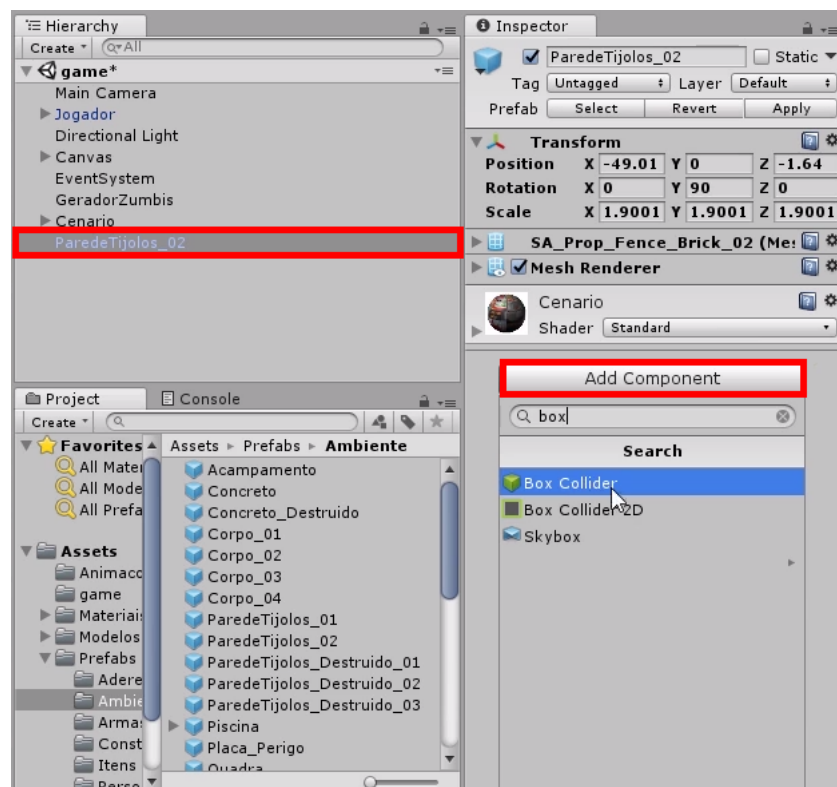 Hierarchy
Create
All
game*
Main Camera
Jogador
Directional Light
Canvas
EventSystem
GeradorZumbis
Cenario
ParedeTijolos_02
Project
Console
Create
Favorites
All Mater
All Mode
All Prefa
Assets
Animacc
game
Materiais
Modelos
Prefabs
Adere
Ambie
Armas
Const
Itens
Perso
Assets ▸ Prefabs ▸ Ambiente
Acampamento
Concreto
Concreto_Destruido
Corpo_01
Corpo_02
Corpo_03
Corpo_04
ParedeTijolos_01
ParedeTijolos_02
ParedeTijolos_Destruido_01
ParedeTijolos_Destruido_02
ParedeTijolos_Destruido_03
Piscina
Placa_Perigo
Quadra
Inspector
ParedeTijolos_02 Static
Tag Untagged Layer Default
Prefab Select Revert Apply
Transform
Position X -49.01 Y 0 Z -1.64
Rotation X 0 Y 90 Z 0
Scale X 1.9001 Y 1.9001 Z 1.9001
SA_Prop_Fence_Brick_02 (Me
Mesh Renderer
Cenario
Shader Standard
Add Component
box
Search
Box Collider
Box Collider 2D
Skybox